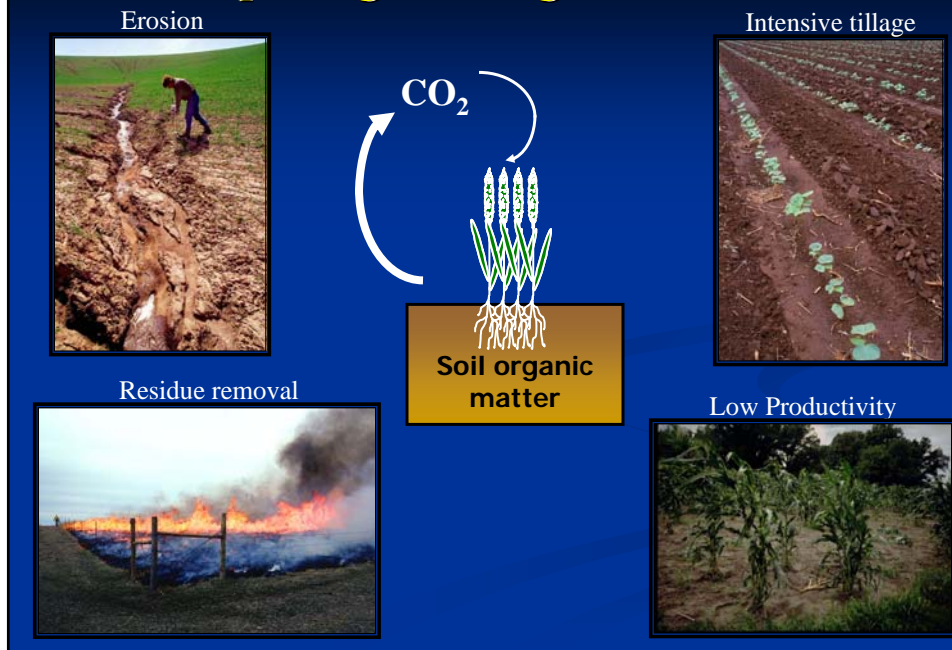 Erosion
Intensive tillage
CO₂
Soil organic
matter
Residue removal
Low Productivity